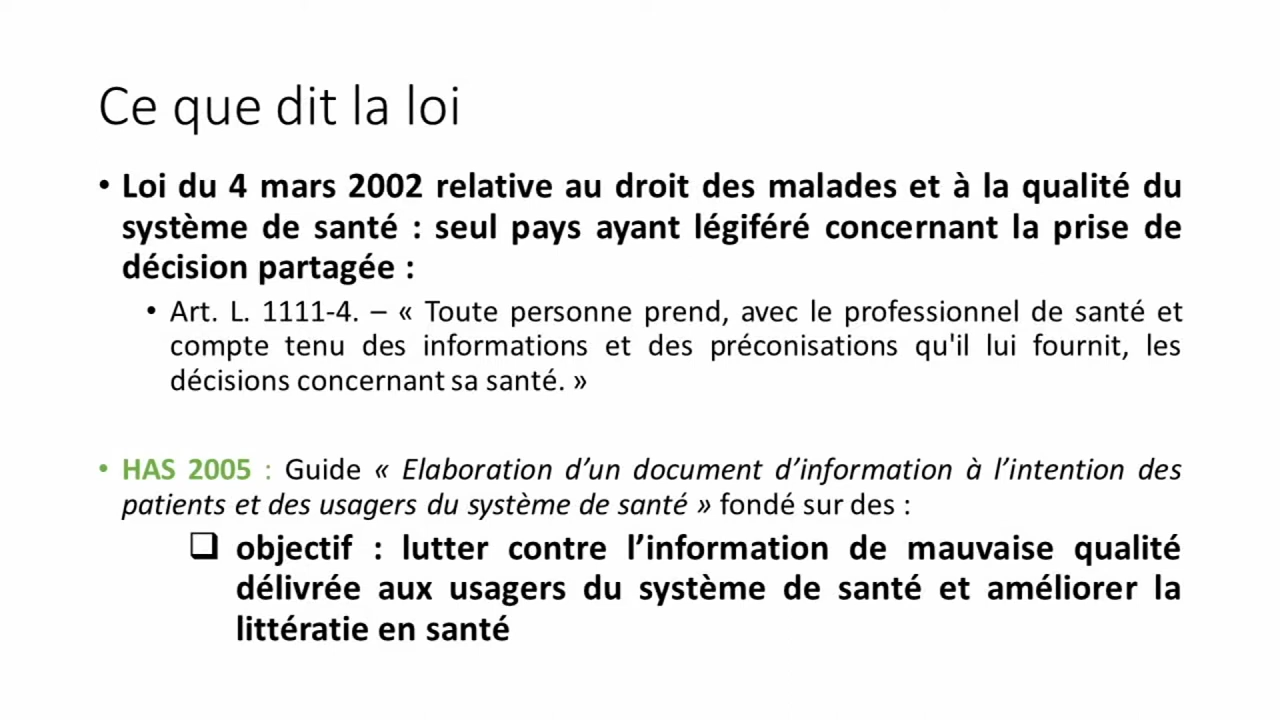 Ce que dit la loi
• Loi du 4 mars 2002 relative au droit des malades et à la qualité du
système de santé : seul pays ayant légiféré concernant la prise de
décision partagée :
• Art. L. 1111-4. – « Toute personne prend, avec le professionnel de santé et
compte tenu des informations et des préconisations qu'il lui fournit, les
décisions concernant sa santé. »
• HAS 2005 : Guide « Elaboration d’un document d’information à l’intention des
patients et des usagers du système de santé » fondé sur des :
❑ objectif : lutter contre l’information de mauvaise qualité
délivrée aux usagers du système de santé et améliorer la
littératie en santé